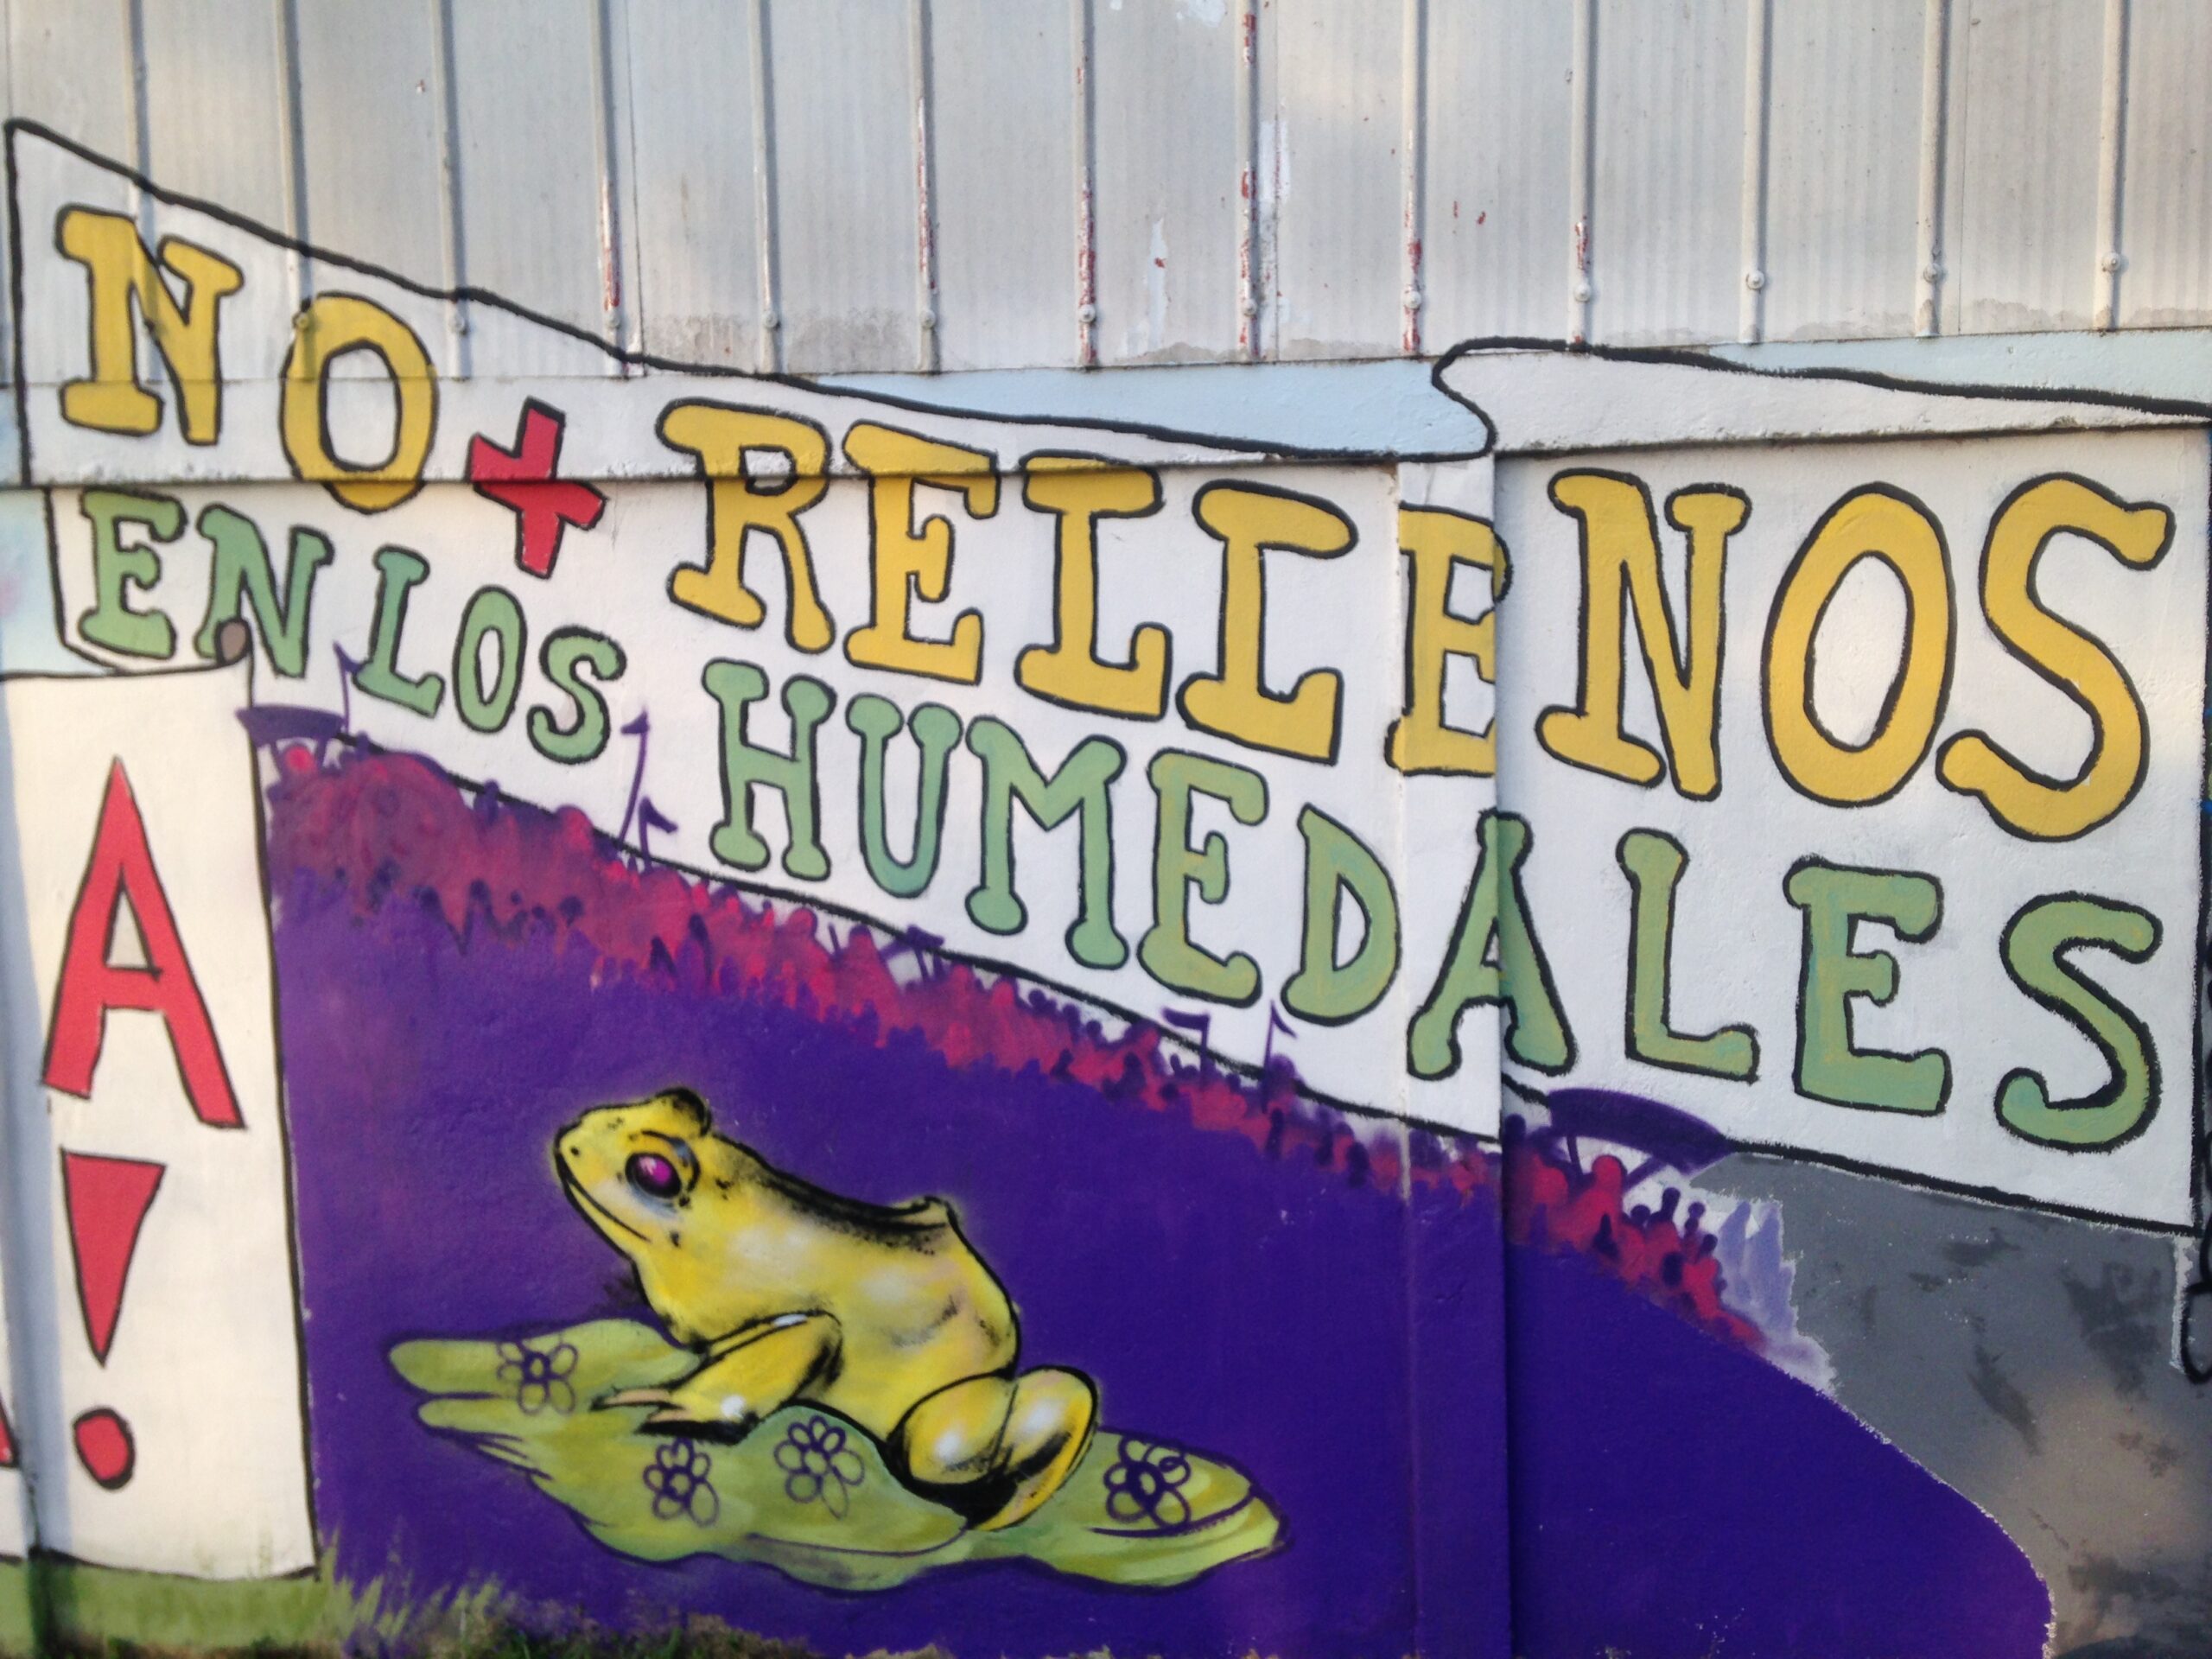 NO + RELLENOS
EN LOS HUMEDALES
A!